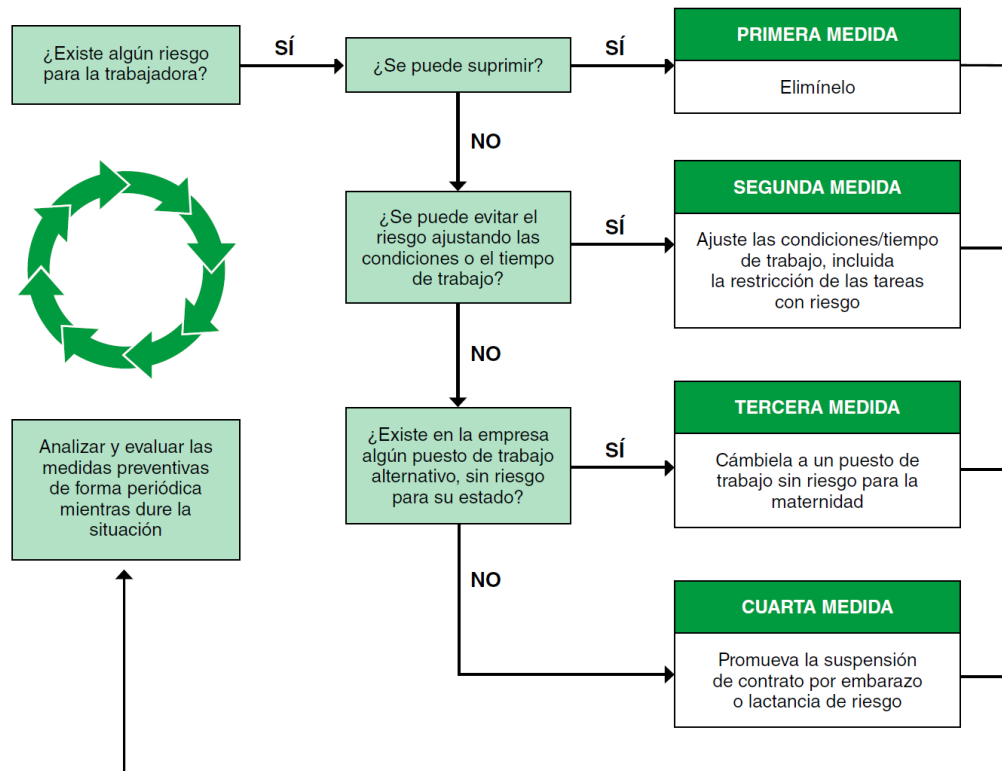 ¿Existe algún riesgo
para la trabajadora?
SÍ
¿Se puede suprimir?
SÍ
PRIMERA MEDIDA
Elimínelo
NO
¿Se puede evitar el
riesgo ajustando las
condiciones o el tiempo
de trabajo?
SÍ
SEGUNDA MEDIDA
Ajuste las condiciones/tiempo
de trabajo, incluida
la restricción de las tareas
con riesgo
NO
¿Existe en la empresa
algún puesto de trabajo
alternativo, sin riesgo
para su estado?
SÍ
TERCERA MEDIDA
Cámbiela a un puesto de
trabajo sin riesgo para la
maternidad
NO
CUARTA MEDIDA
Promueva la suspensión
de contrato por embarazo
o lactancia de riesgo
Analizar y evaluar las
medidas preventivas
de forma periódica
mientras dure la
situación